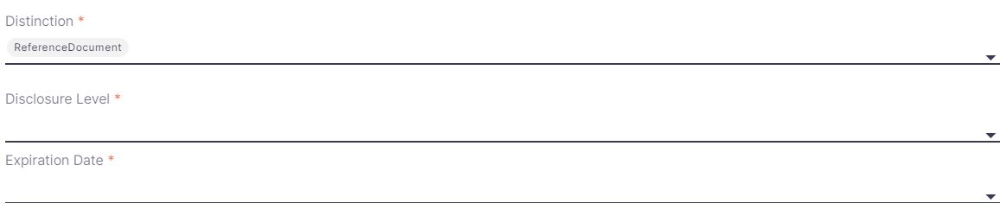 Distinction *
ReferenceDocument
Disclosure Level *
Expiration Date *